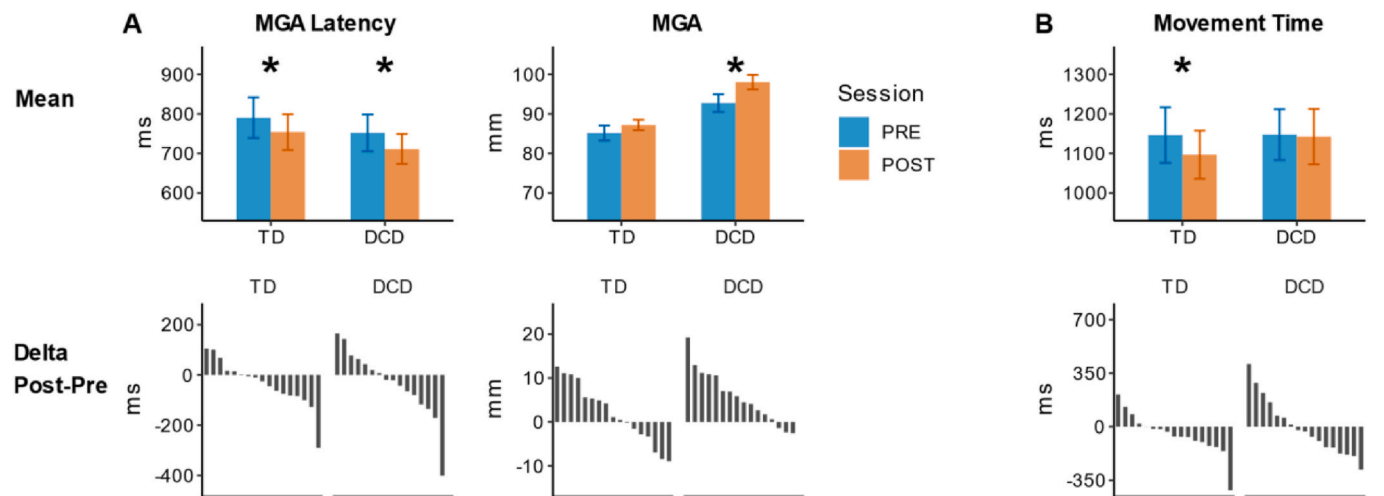 A
MGA Latency
MGA
B
Movement Time
Mean
ms
900
800
700
600
*
*
TD
DCD
mm
100
90
80
70
*
TD
DCD
Session
PRE
POST
ms
1300
1200
1100
1000
*
TD
DCD
Delta
Post-Pre
TD
DCD
ms
200
0
-200
-400
TD
DCD
mm
20
10
0
-10
TD
DCD
ms
700
350
0
-350